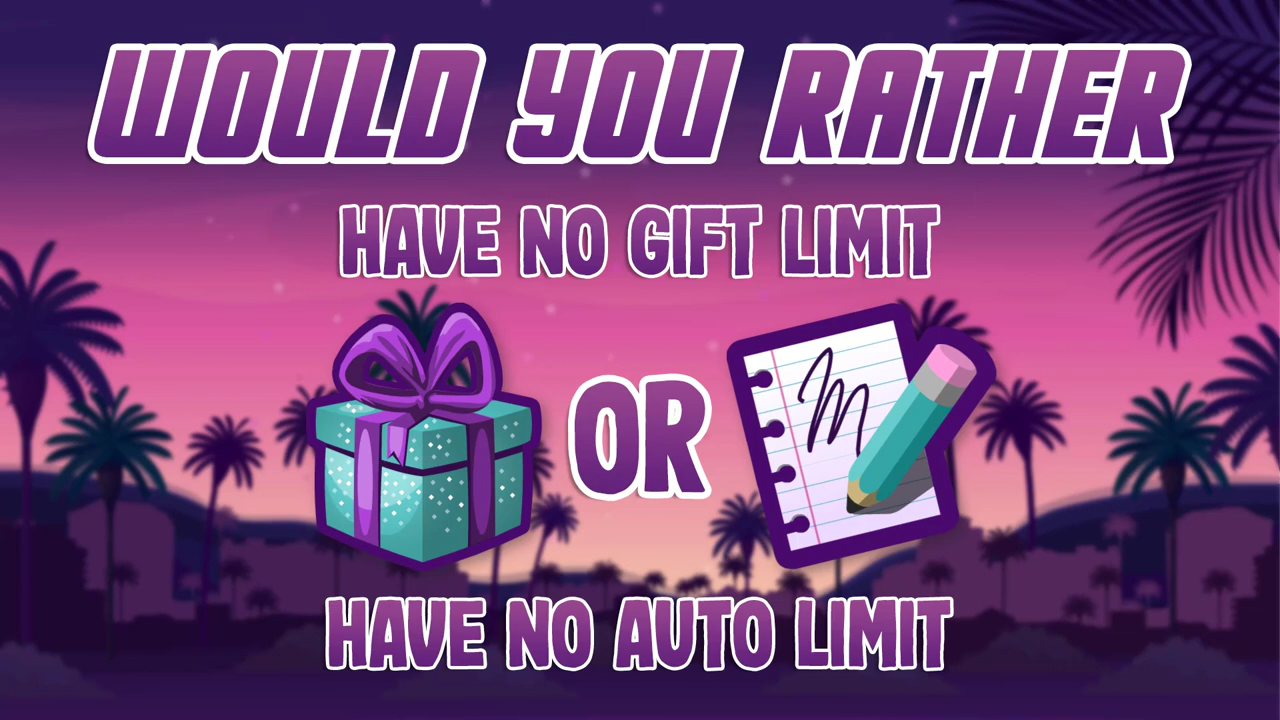 WOULD YOU RATHER
HAVE NO GIFT LIMIT
OR
m
HAVE NO AUTO LIMIT